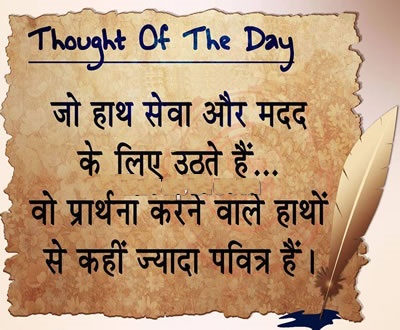 Thought Of The Day
जो हाथ सेवा और मदद
के लिए उठते हैं...
वो प्रार्थना करने वाले हाथों
से कहीं ज्यादा पवित्र हैं।